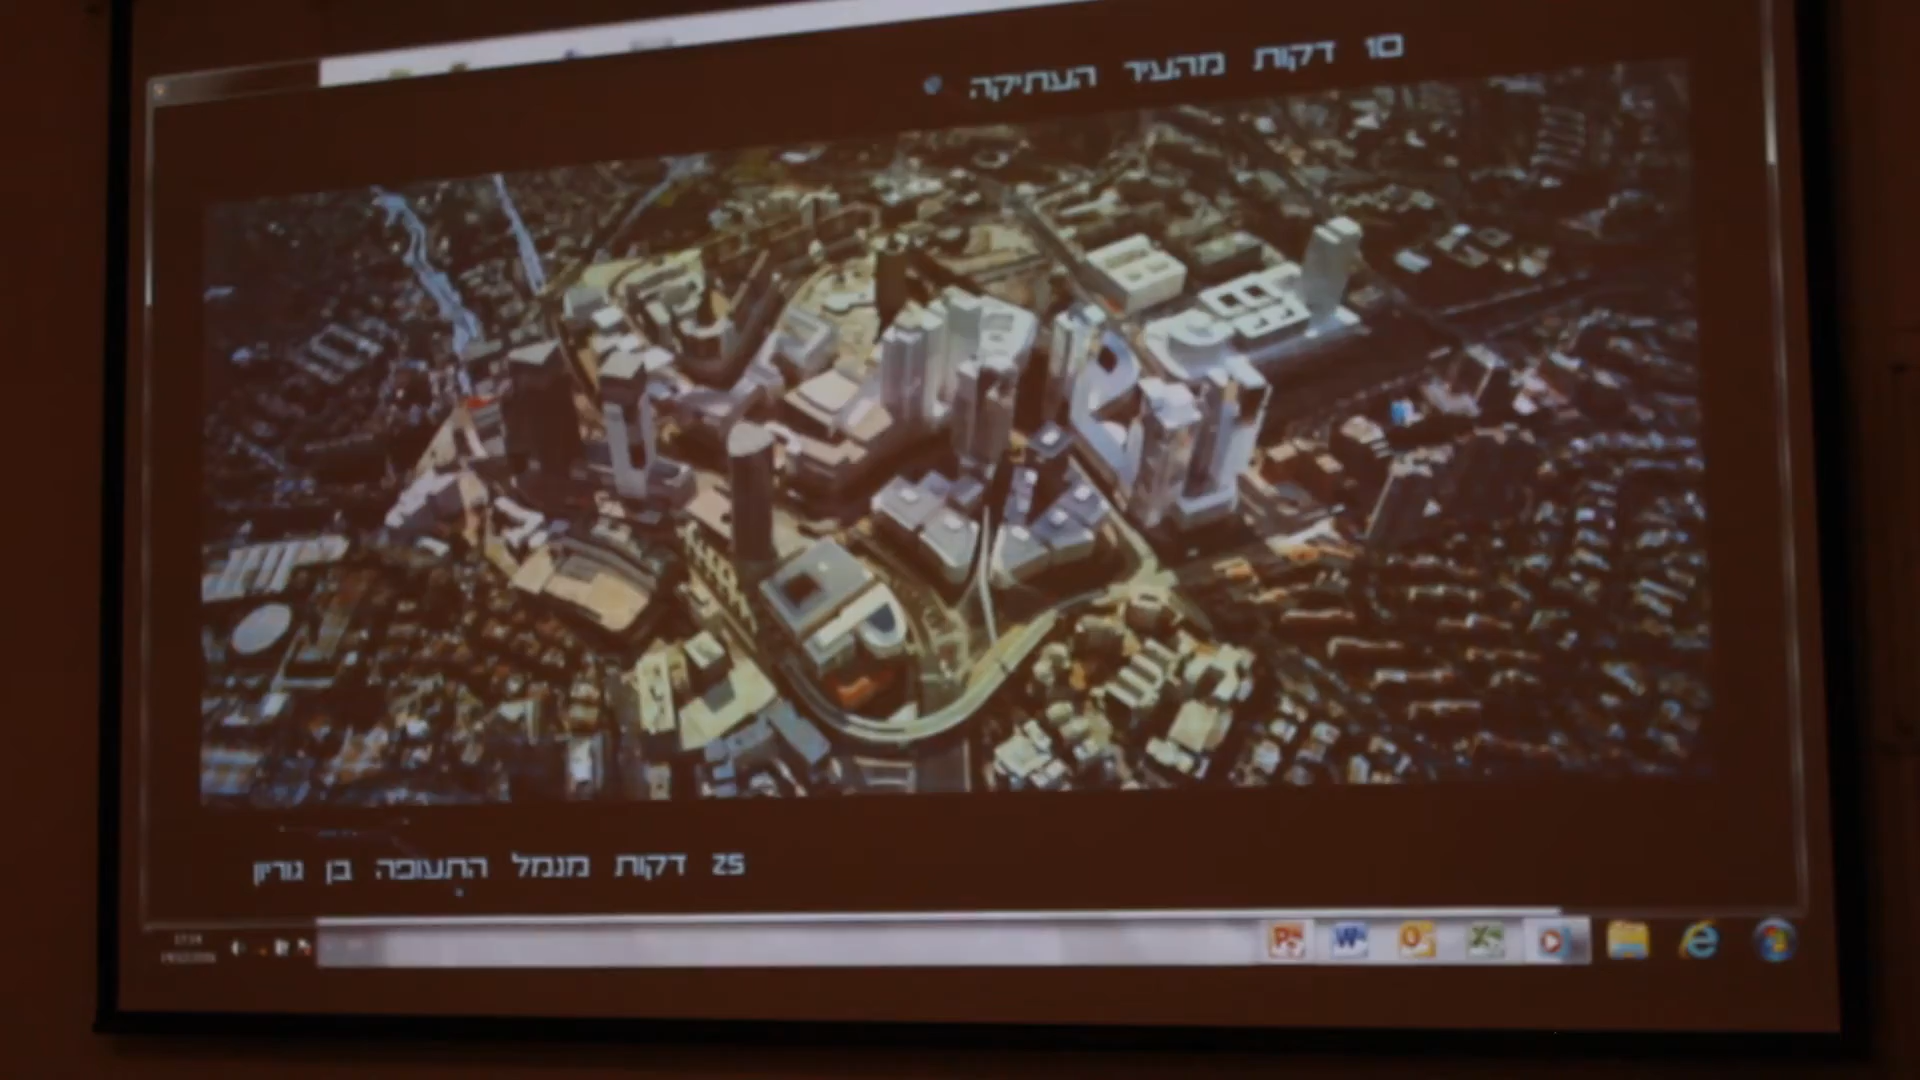 10 דקות מהעיר העתיקה
25 דקות מנמל התעופה בן גוריון